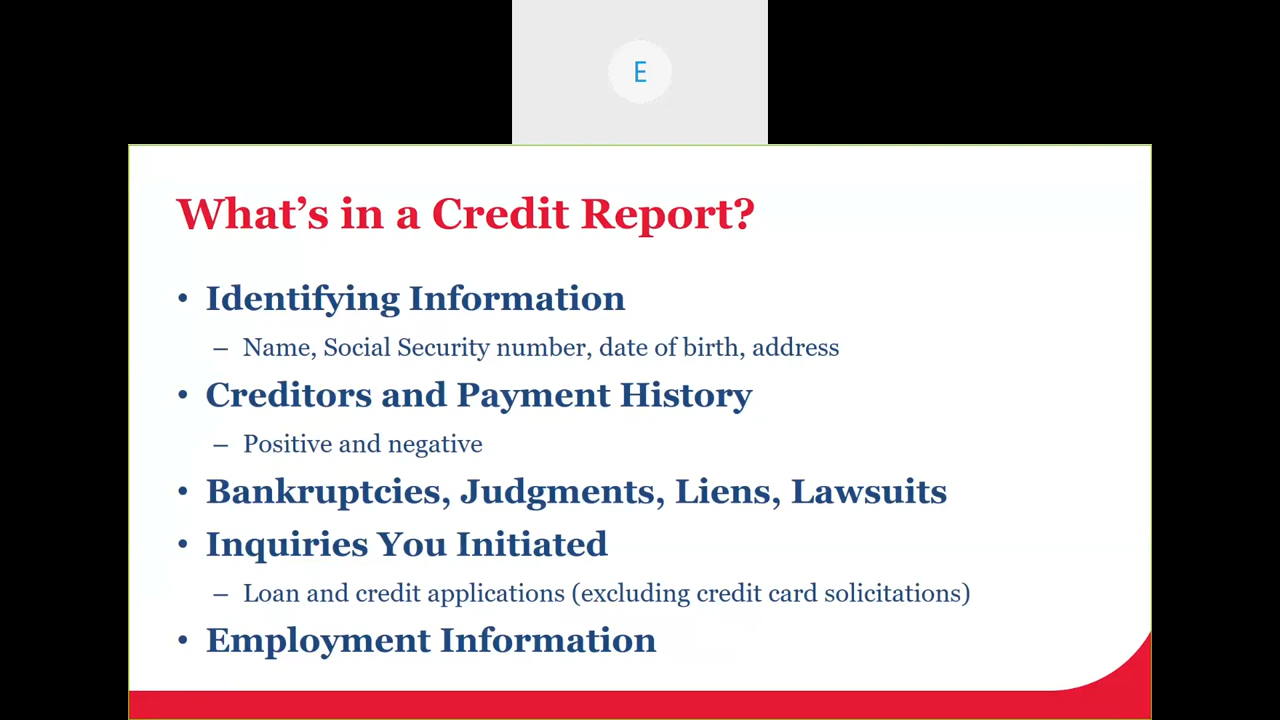 E
What’s in a Credit Report?
• Identifying Information
– Name, Social Security number, date of birth, address
• Creditors and Payment History
– Positive and negative
• Bankruptcies, Judgments, Liens, Lawsuits
• Inquiries You Initiated
– Loan and credit applications (excluding credit card solicitations)
• Employment Information